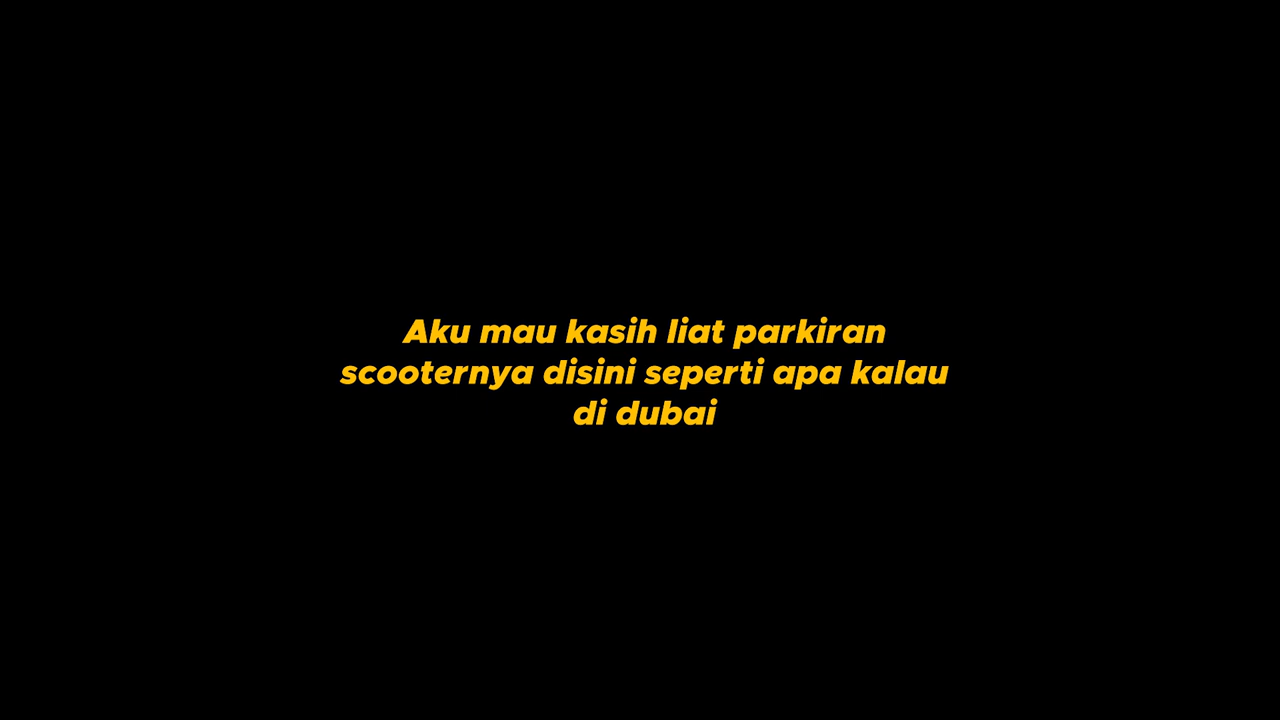 Aku mau kasih liat parkiran
scooternya disini seperti apa kalau
di dubai